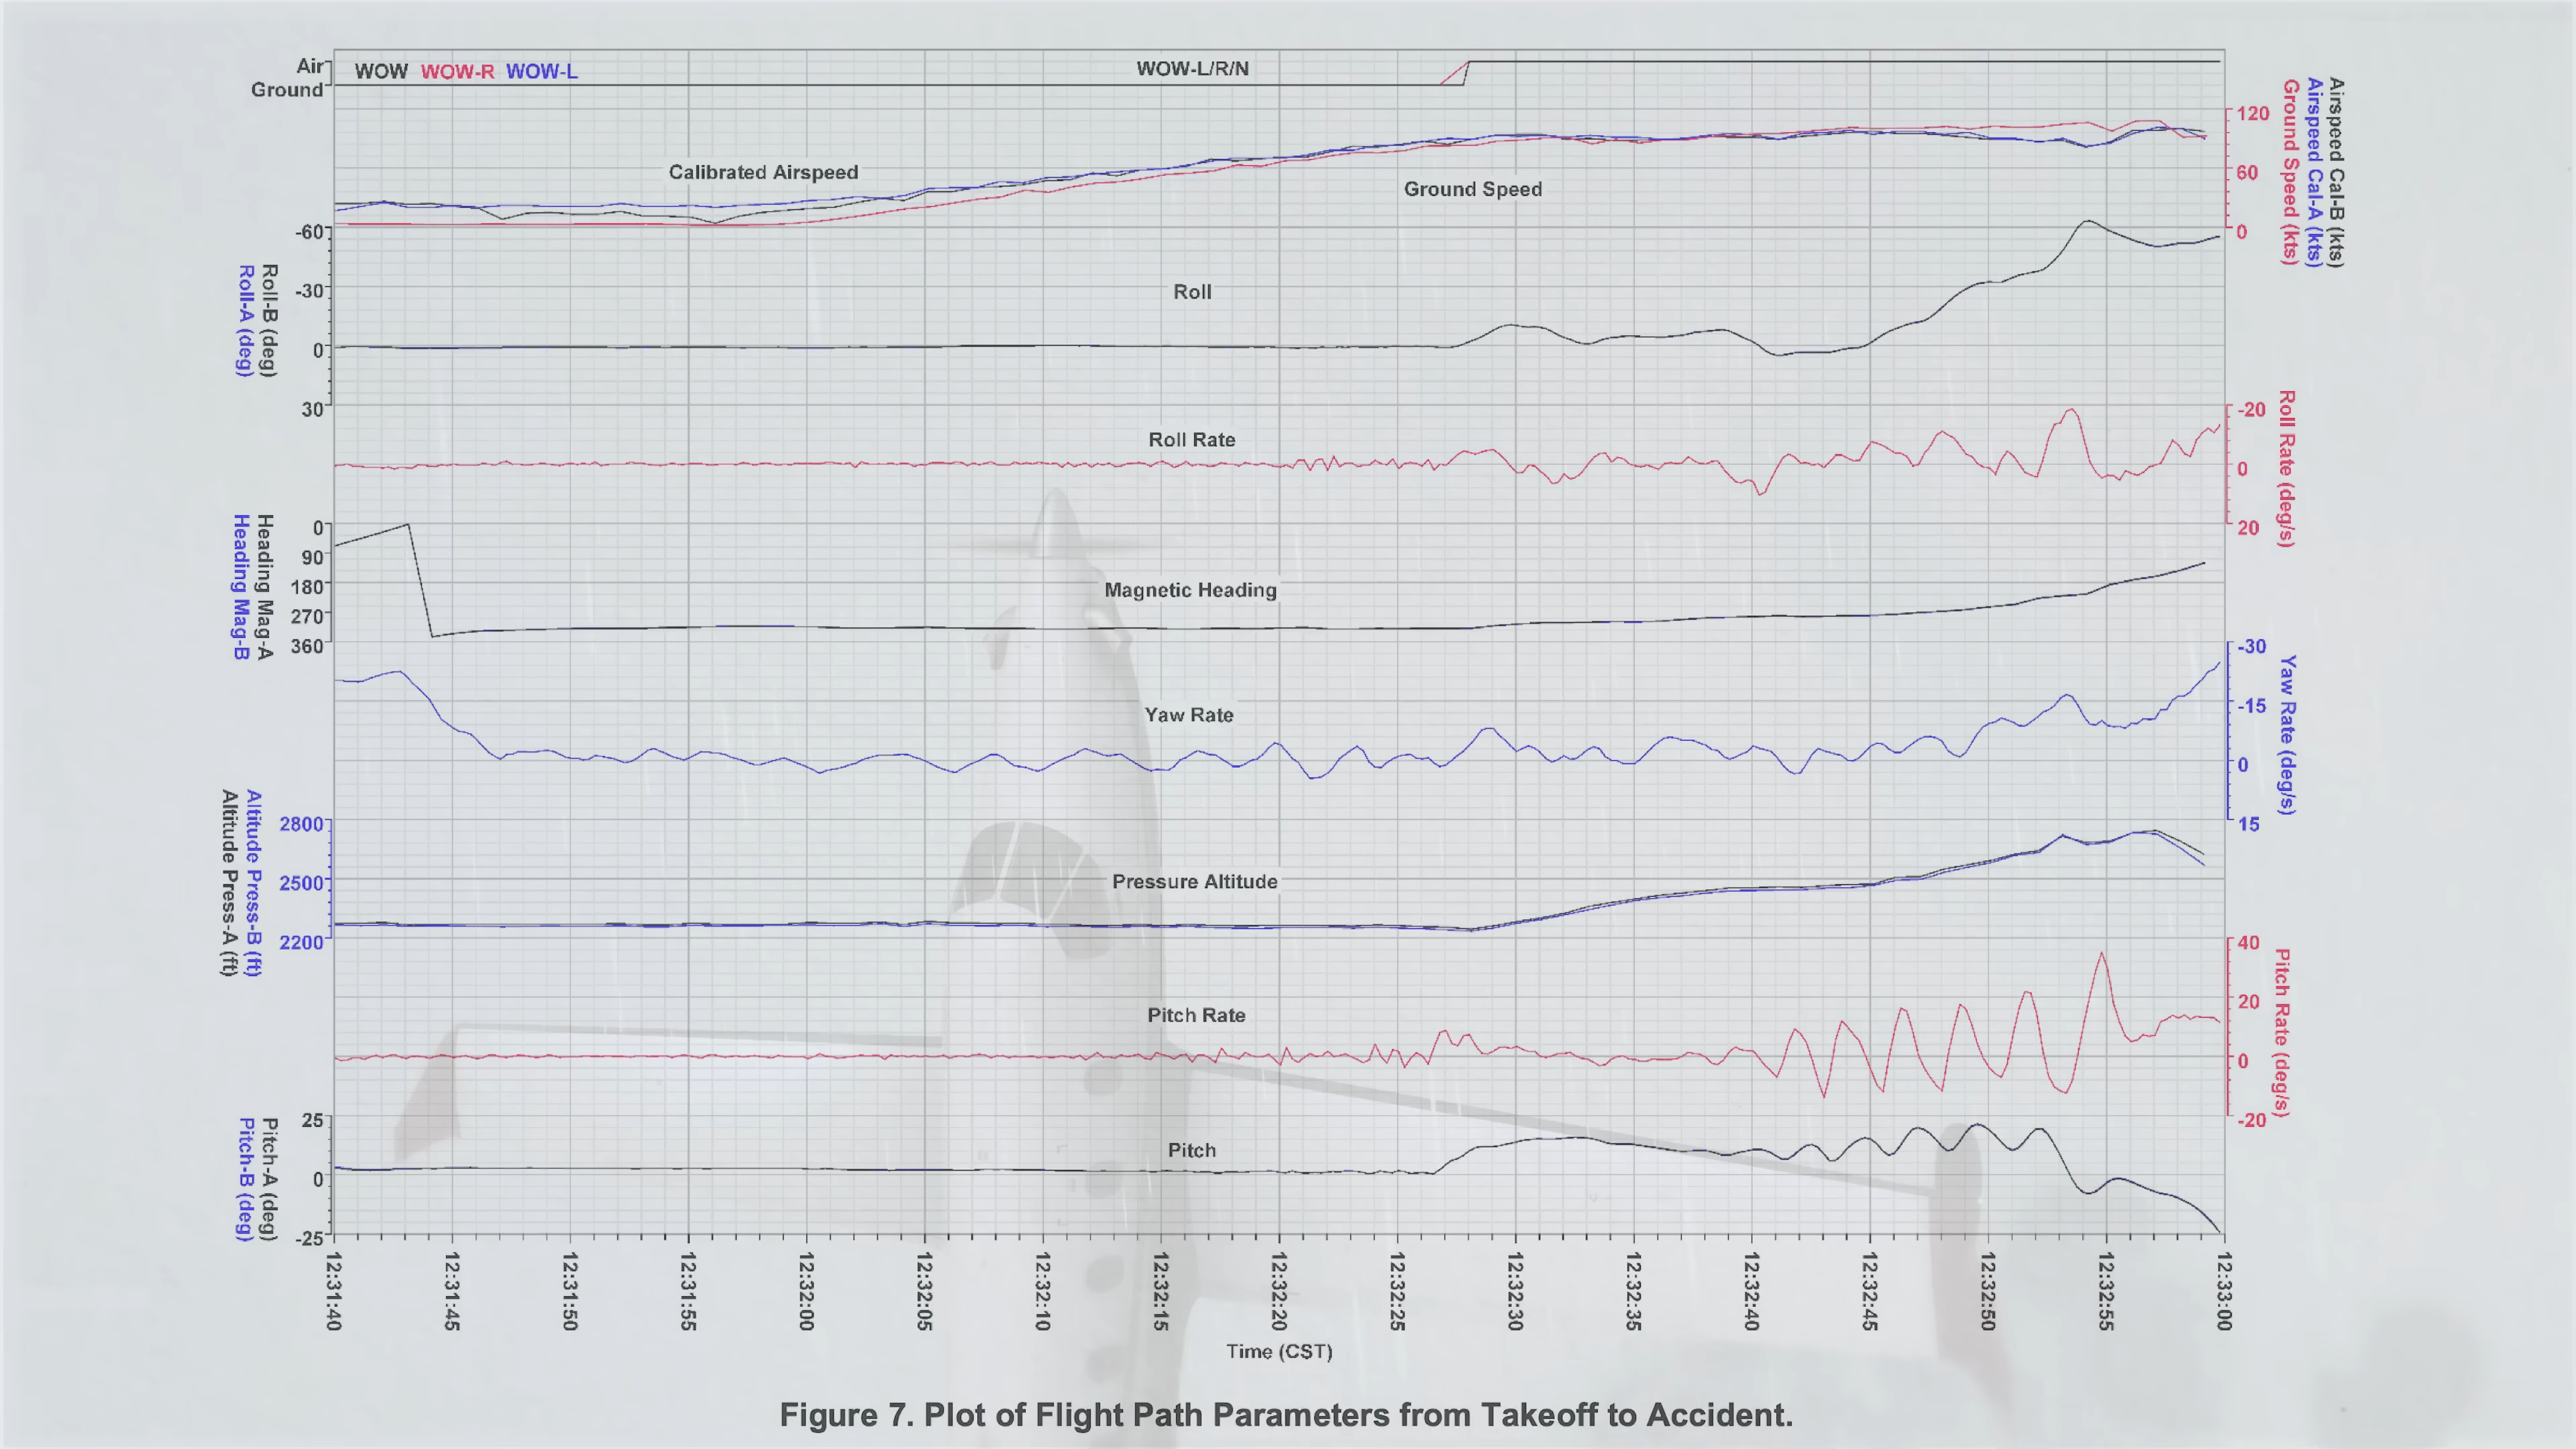 Air
Ground
WOW WOW-R WOW-L
WOW-L/R/N
Calibrated Airspeed
Ground Speed
120
60
0
Ground Speed (kts)
Airspeed Cal-A (kts)
Airspeed Cal-B (kts)
-60
-30
0
30
Roll-A (deg)
Roll-B (deg)
Roll
Roll Rate
-20
0
20
Roll Rate (deg/s)
0
90
180
270
360
Heading Mag-B
Heading Mag-A
Magnetic Heading
Yaw Rate
-30
-15
0
15
Yaw Rate (deg/s)
2800
2500
2200
Altitude Press-A (ft)
Altitude Press-B (ft)
Pressure Altitude
Pitch Rate
40
20
0
-20
Pitch Rate (deg/s)
25
0
-25
Pitch-B (deg)
Pitch-A (deg)
Pitch
12:31:40
12:31:45
12:31:50
12:31:55
12:32:00
12:32:05
12:32:10
12:32:15
12:32:20
12:32:25
12:32:30
12:32:35
12:32:40
12:32:45
12:32:50
12:32:55
12:33:00
Time (CST)
Figure 7. Plot of Flight Path Parameters from Takeoff to Accident.